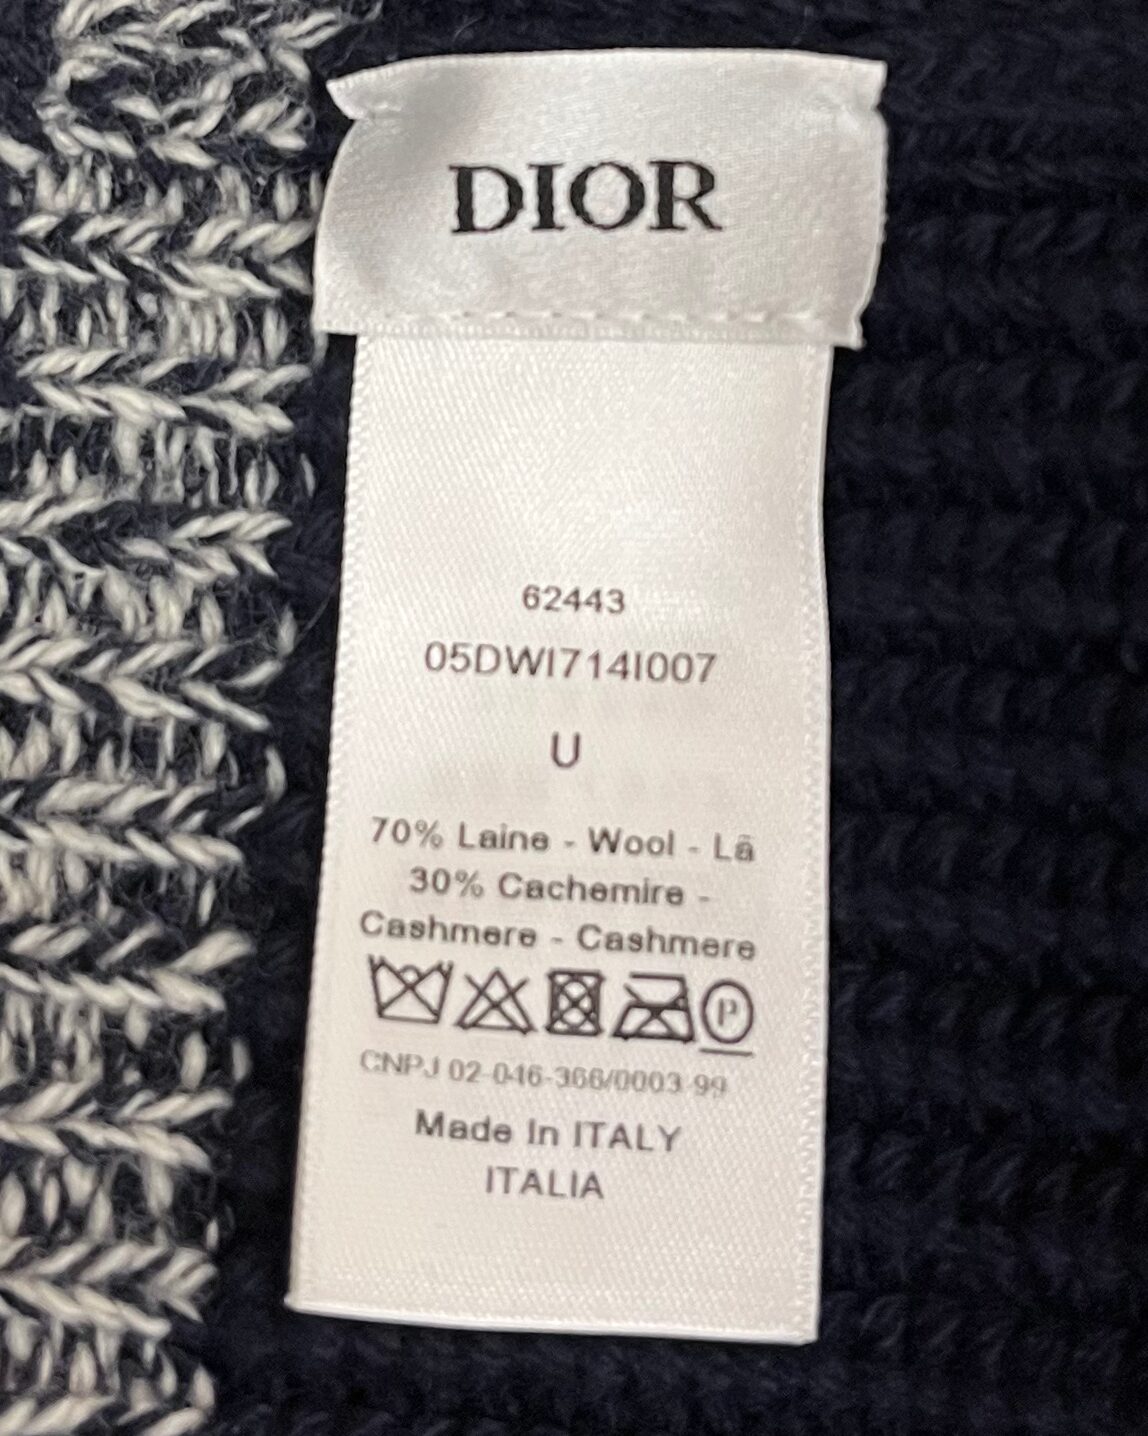 DIOR
62443
05DWI714I007
U
70% Laine - Wool - Lã
30% Cachemire -
Cashmere - Cashmere
P
CNPJ 02-046-366/0003-99
Made In ITALY
ITALIA